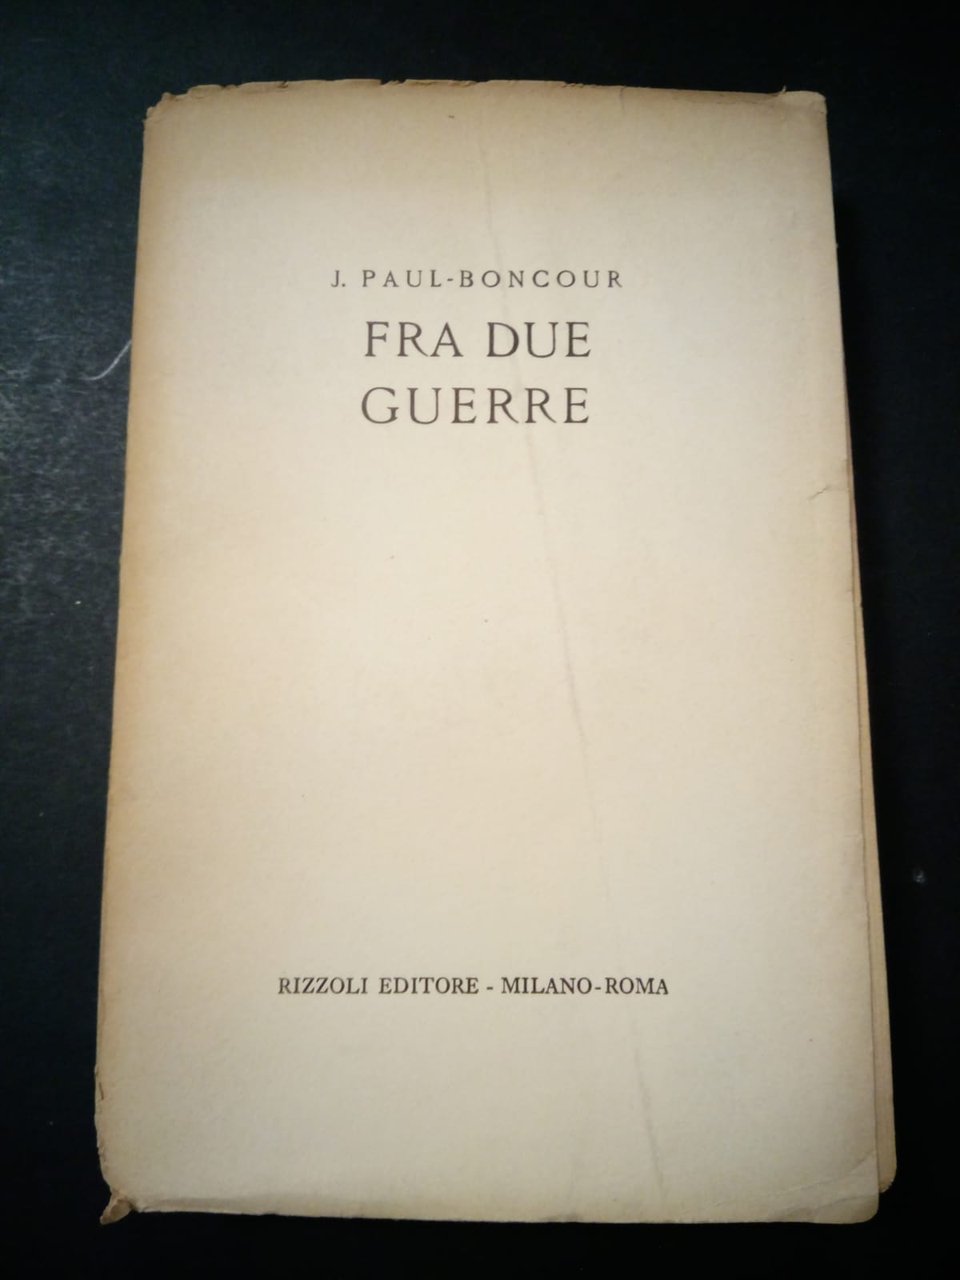 J. PAUL-BONCOUR
FRA DUE
GUERRE
RIZZOLI EDITORE - MILANO-ROMA